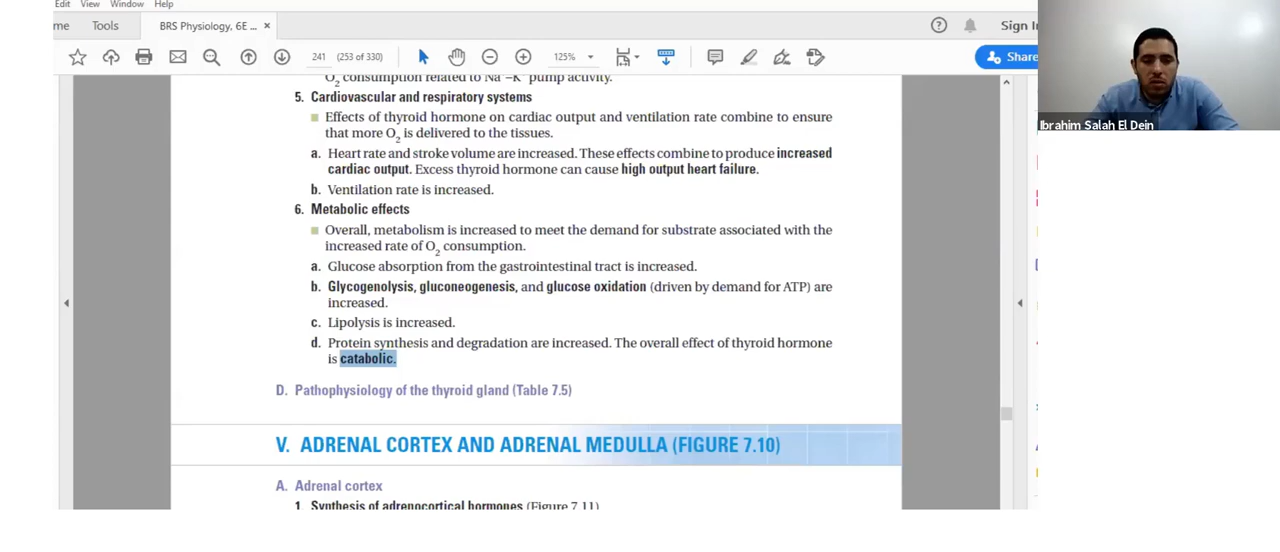 Edit View Window Help
me Tools BRS Physiology, 6E ... × Sign In
241 (253 of 330) 125% Share
O2 consumption related to Na+–K+ pump activity.
5. Cardiovascular and respiratory systems
■ Effects of thyroid hormone on cardiac output and ventilation rate combine to ensure
that more O2 is delivered to the tissues.
a. Heart rate and stroke volume are increased. These effects combine to produce increased
cardiac output. Excess thyroid hormone can cause high output heart failure.
b. Ventilation rate is increased.
6. Metabolic effects
■ Overall, metabolism is increased to meet the demand for substrate associated with the
increased rate of O2 consumption.
a. Glucose absorption from the gastrointestinal tract is increased.
b. Glycogenolysis, gluconeogenesis, and glucose oxidation (driven by demand for ATP) are
increased.
c. Lipolysis is increased.
d. Protein synthesis and degradation are increased. The overall effect of thyroid hormone
is catabolic.
D. Pathophysiology of the thyroid gland (Table 7.5)
V. ADRENAL CORTEX AND ADRENAL MEDULLA (FIGURE 7.10)
A. Adrenal cortex
1. Synthesis of adrenocortical hormones (Figure 7.11)
Ibrahim Salah El Dein